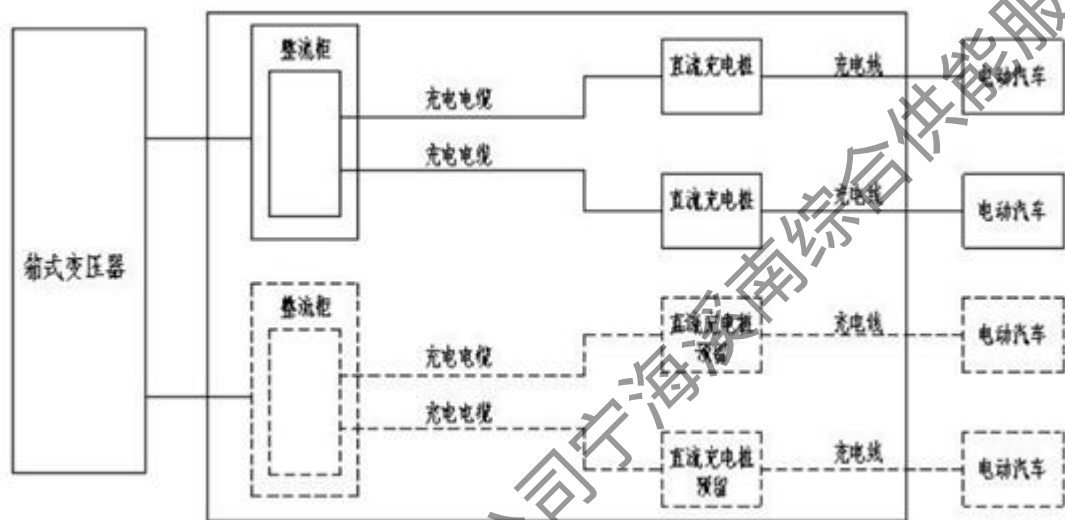 整流柜
直流充电桩
充电线
电动汽车
充电电缆
充电电缆
直流充电桩
充电线
电动汽车
箱式变压器
整流柜
直流充电桩
预留
充电线
电动汽车
充电电缆
充电电缆
直流充电桩
预留
充电线
电动汽车
公司宁海溪南综合供能服